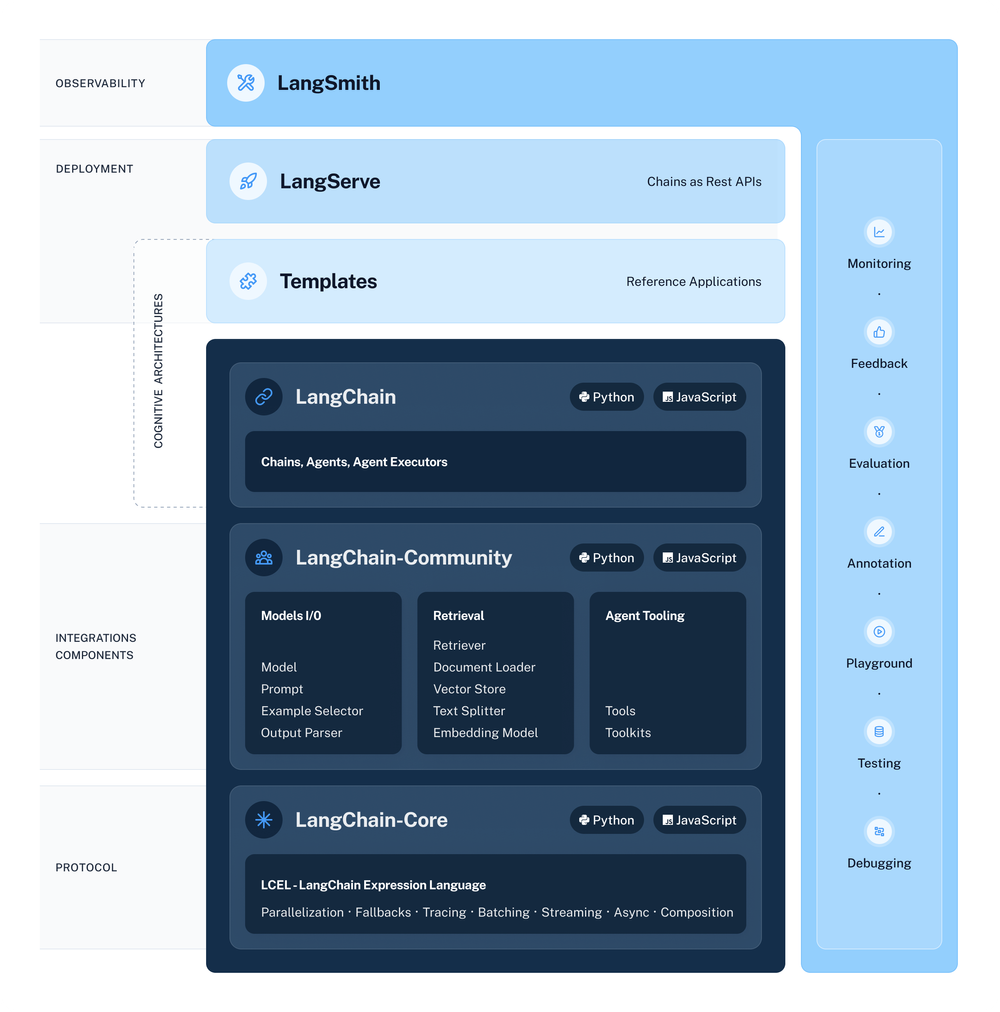 OBSERVABILITY
LangSmith
DEPLOYMENT
LangServe
Chains as Rest APIs
Templates
Reference Applications
COGNITIVE ARCHITECTURES
LangChain
Python
JavaScript
Chains, Agents, Agent Executors
INTEGRATIONS
COMPONENTS
LangChain-Community
Python
JavaScript
Models I/0
Model
Prompt
Example Selector
Output Parser
Retrieval
Retriever
Document Loader
Vector Store
Text Splitter
Embedding Model
Agent Tooling
Tools
Toolkits
PROTOCOL
LangChain-Core
Python
JavaScript
LCEL - LangChain Expression Language
Parallelization · Fallbacks · Tracing · Batching · Streaming · Async · Composition
Monitoring
·
Feedback
·
Evaluation
·
Annotation
·
Playground
·
Testing
·
Debugging